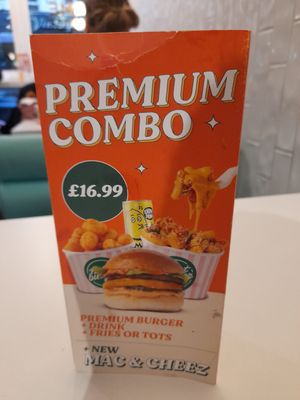 PREMIUM
COMBO
£16.99
PREMIUM BURGER
+ DRINK
+ FRIES OR TOTS
+ NEW
MAC & CHEEZ